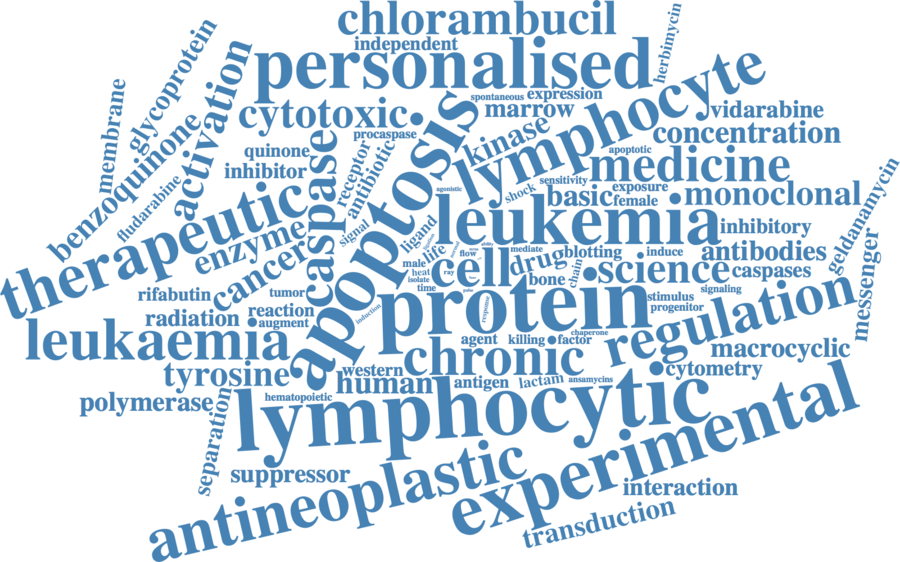 chlorambucil
independent
personalised
herbimycin
glycoprotein
membrane
activation
cytotoxic
spontaneous
expression
marrow
lymphocyte
vidarabine
concentration
kinase
procaspase
benzoquinone
quinone
inhibitor
caspase
receptor
antibiotic
apoptosis
apoptotic
medicine
fludarabine
therapeutic
enzyme
agonistic
shock
sensitivity
basic
exposure
female
monoclonal
geldanamycin
signal
ligand
leukemia
inhibitory
life
flow
mediate
blotting
induce
antibodies
messenger
male
heat
isolate
time
ray
cell
drug
bone
chain
science
caspases
cancer
rifabutin
tumor
radiation
reaction
augment
induction
protein
response
stimulus
progenitor
signaling
regulation
leukaemia
agent
killing
factor
chaperone
macrocyclic
tyrosine
western
chronic
cytometry
human
antigen
lactam
ansamycins
polymerase
hematopoietic
lymphocytic
separation
suppressor
antineoplastic
experimental
interaction
transduction